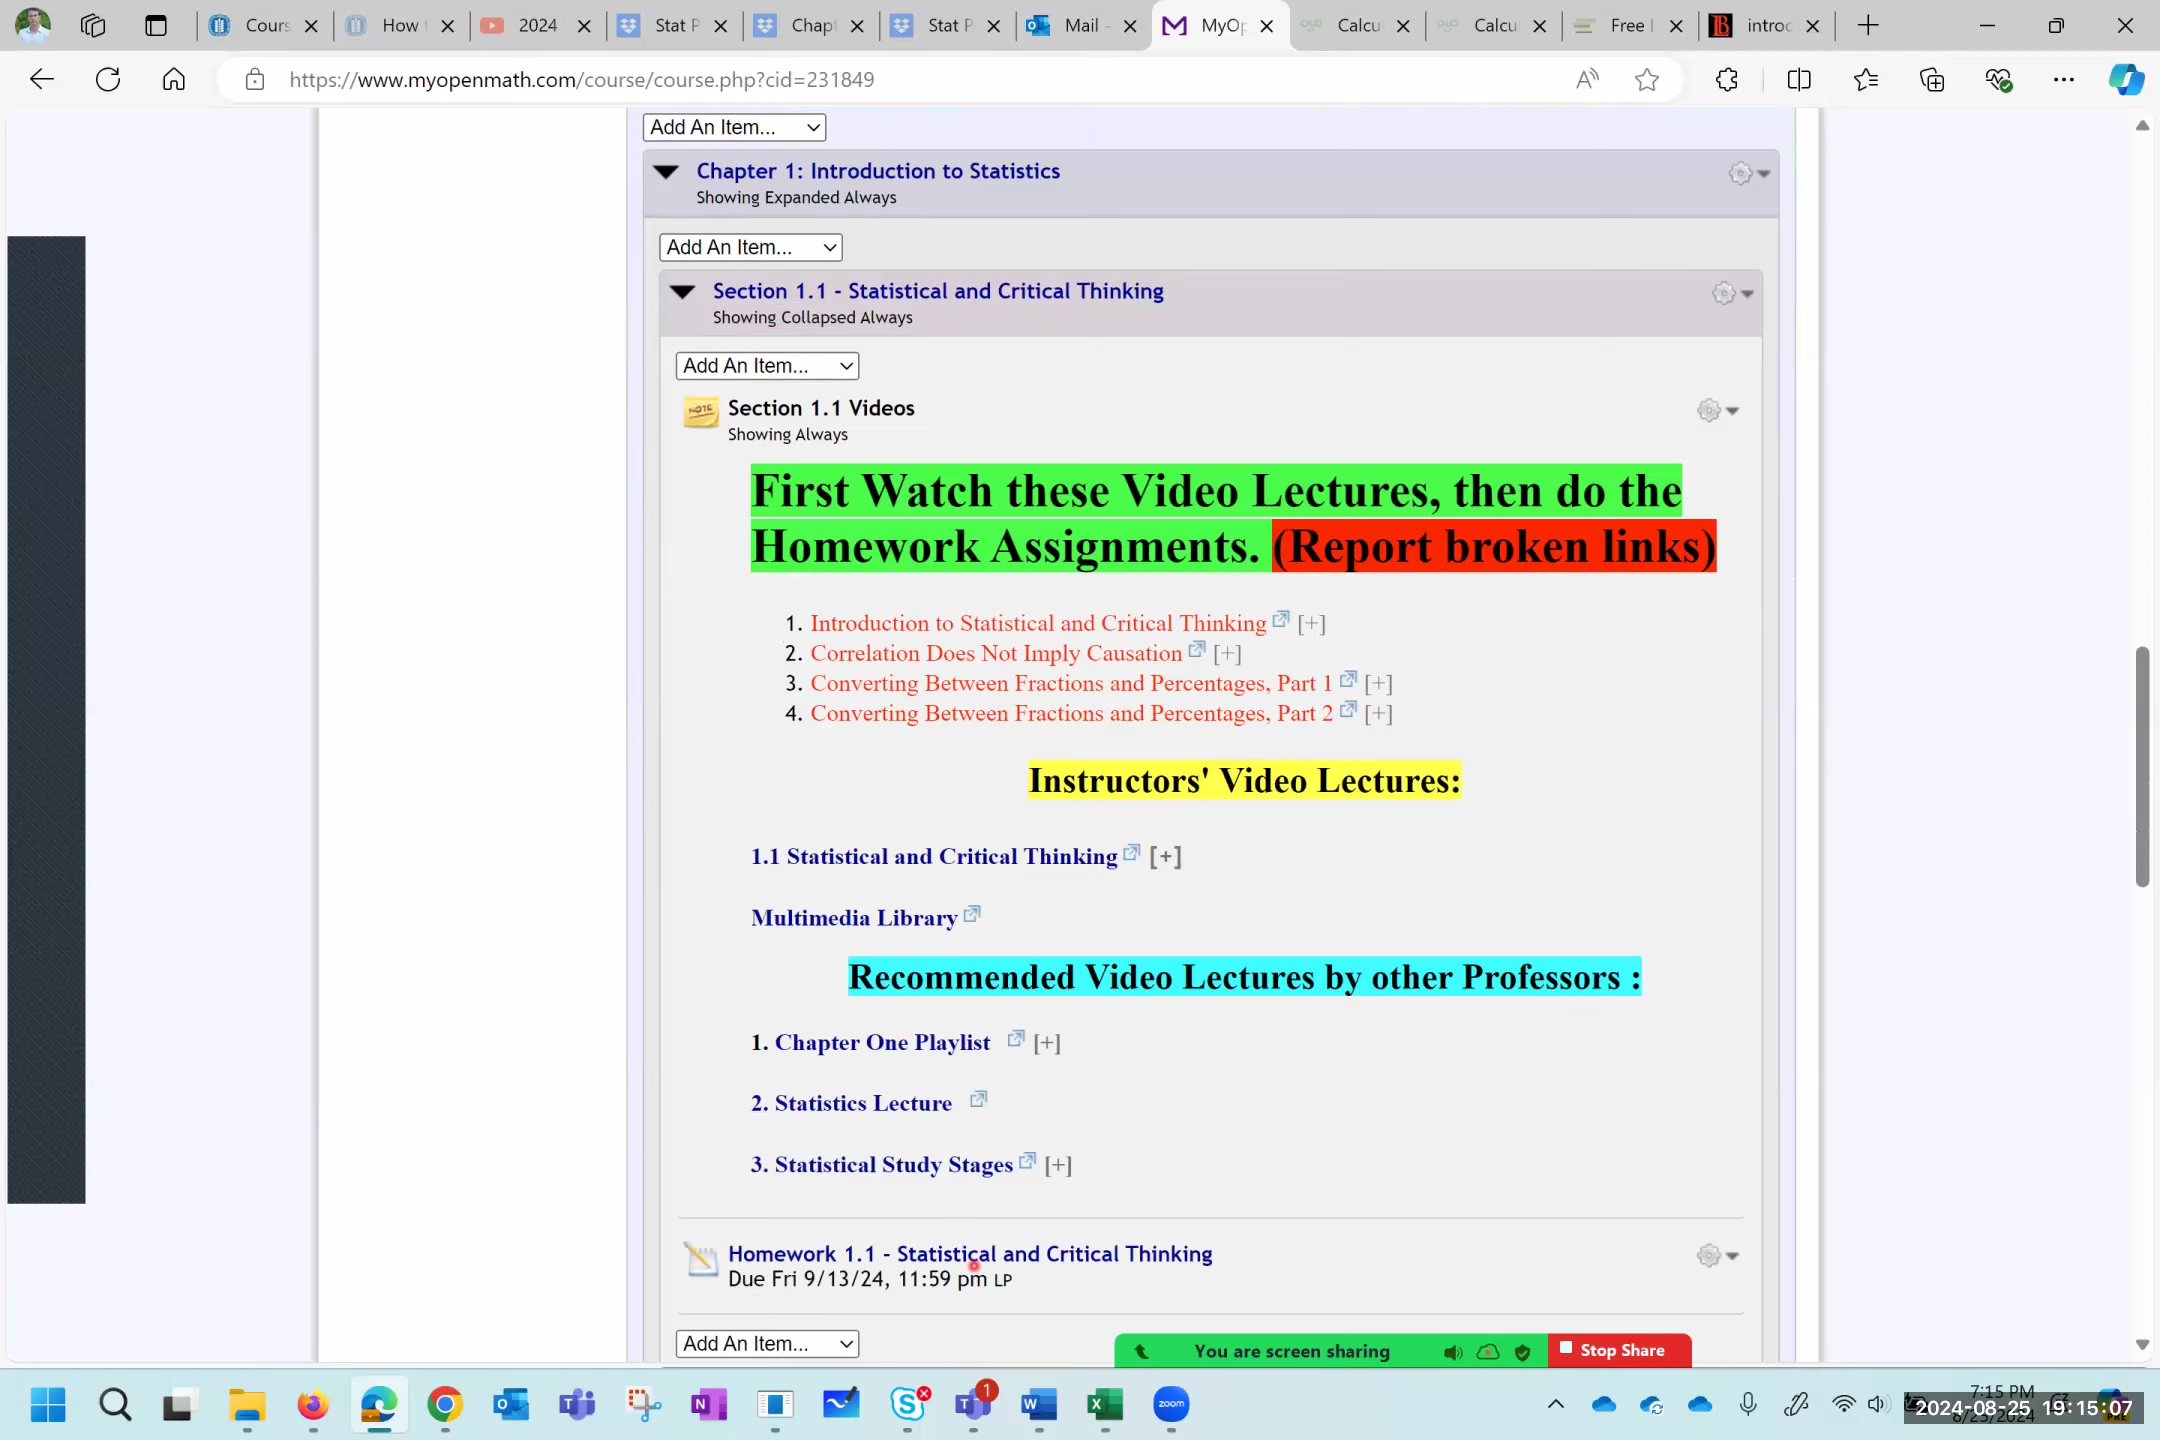 Cours
How
2024
Stat P
Chapt
Stat P
Mail -
MyOp
Calcu
Calcu
Free
introd
https://www.myopenmath.com/course/course.php?cid=231849
Add An Item...
Chapter 1: Introduction to Statistics
Showing Expanded Always
Add An Item...
Section 1.1 - Statistical and Critical Thinking
Showing Collapsed Always
Add An Item...
NOTE
Section 1.1 Videos
Showing Always
First Watch these Video Lectures, then do the
Homework Assignments. (Report broken links)
1. Introduction to Statistical and Critical Thinking [+]
2. Correlation Does Not Imply Causation [+]
3. Converting Between Fractions and Percentages, Part 1 [+]
4. Converting Between Fractions and Percentages, Part 2 [+]
Instructors' Video Lectures:
1.1 Statistical and Critical Thinking [+]
Multimedia Library
Recommended Video Lectures by other Professors :
1. Chapter One Playlist [+]
2. Statistics Lecture
3. Statistical Study Stages [+]
Homework 1.1 - Statistical and Critical Thinking
Due Fri 9/13/24, 11:59 pm LP
Add An Item...
You are screen sharing
Stop Share
1
zoom
7:15 PM
2024-08-25 19:15:07